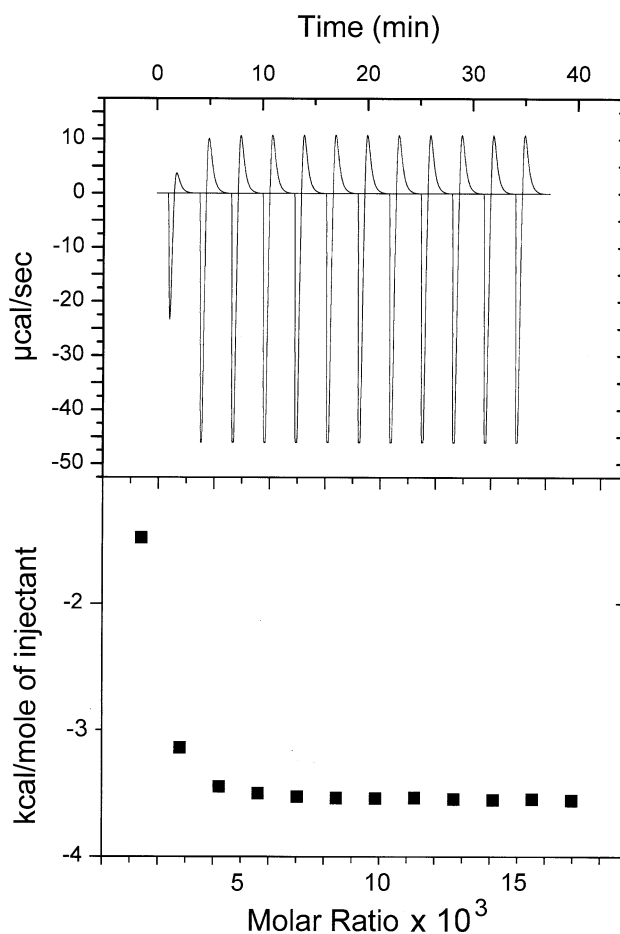 Time (min)
0 10 20 30 40
10
0
-10
-20
-30
-40
-50
µcal/sec
-2
-3
-4
kcal/mole of injectant
5 10 15
Molar Ratio x 10³